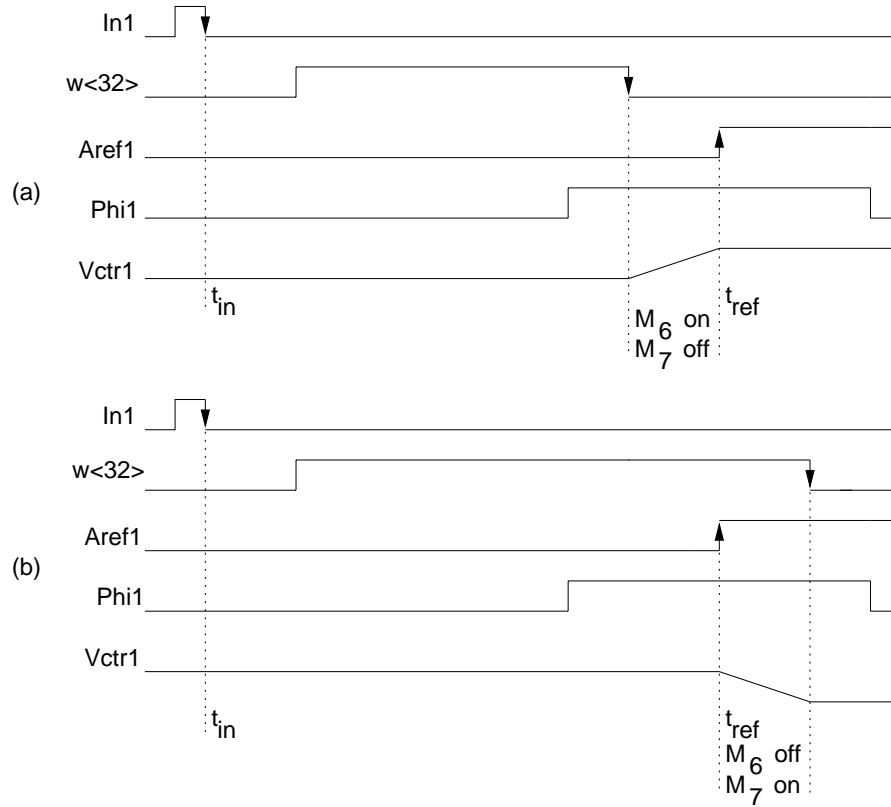 In1
w<32>
Aref1
(a)
Phi1
Vctr1
t_in
t_ref
M_6 on
M_7 off
In1
w<32>
Aref1
(b)
Phi1
Vctr1
t_in
t_ref
M_6 off
M_7 on